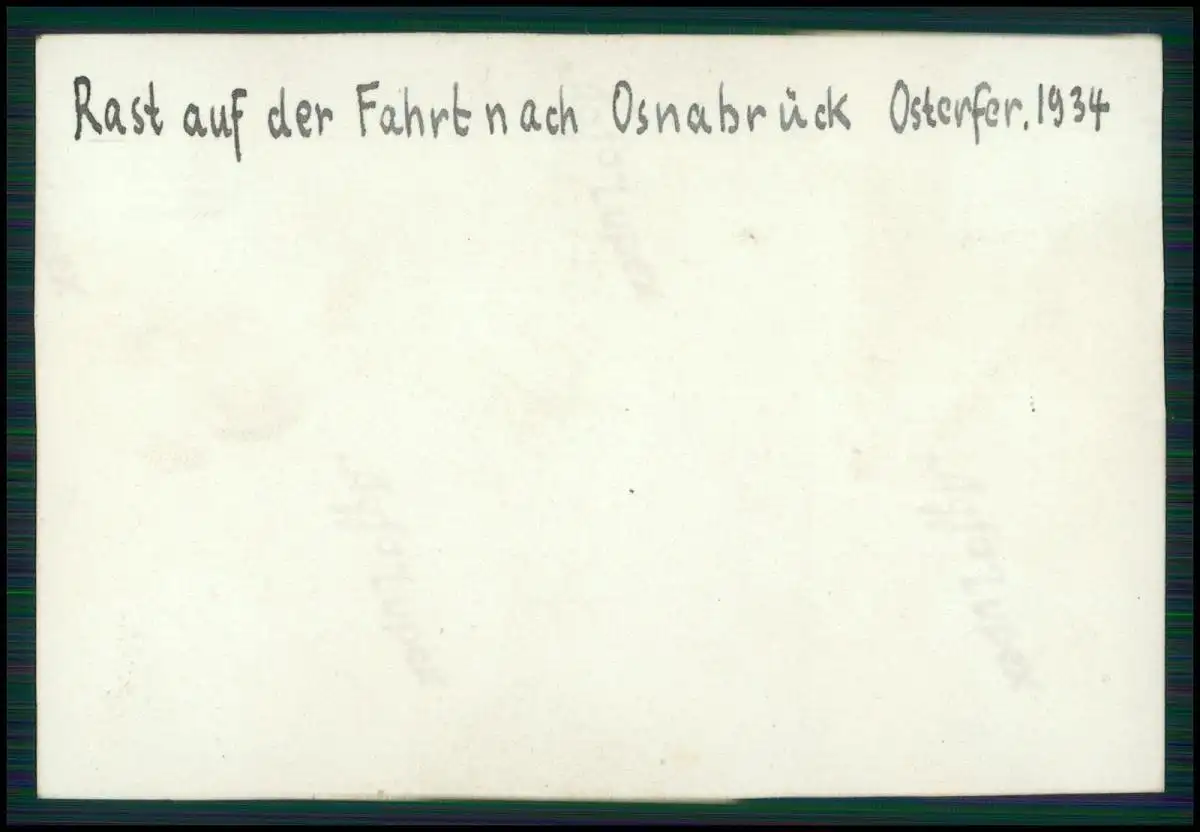 Rast auf der Fahrt nach Osnabrück Osterfer. 1934